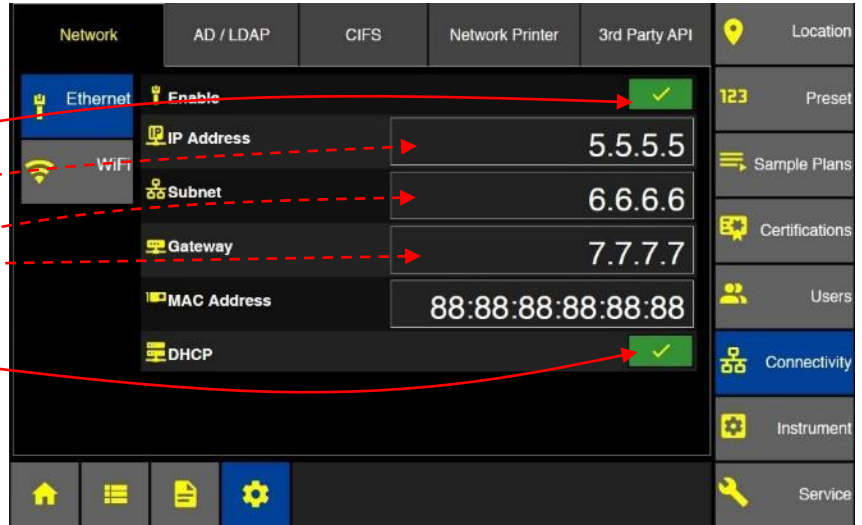 Network AD / LDAP CIFS Network Printer 3rd Party API
Location
Ethernet
Enable
123 Preset
IP
IP Address 5.5.5.5
WiFi
Sample Plans
Subnet 6.6.6.6
Certifications
Gateway 7.7.7.7
MAC Address 88:88:88:88:88:88
Users
DHCP
Connectivity
Instrument
Service